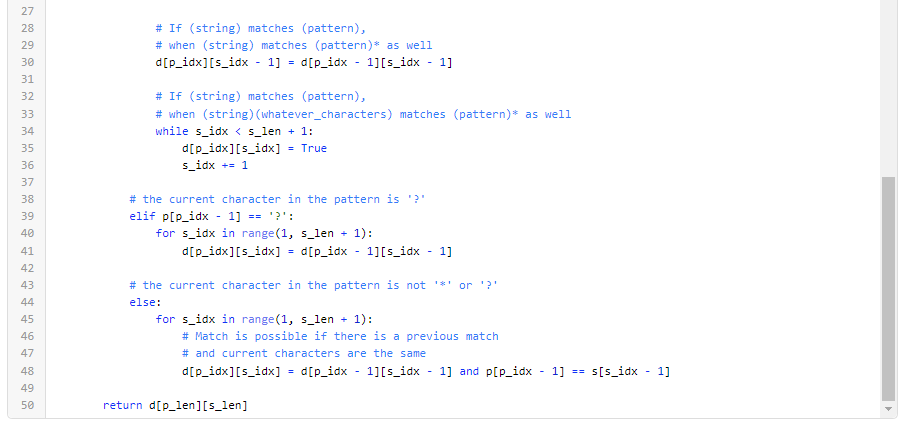 27
28 # If (string) matches (pattern),
29 # when (string) matches (pattern)* as well
30 d[p_idx][s_idx - 1] = d[p_idx - 1][s_idx - 1]
31
32 # If (string) matches (pattern),
33 # when (string)(whatever_characters) matches (pattern)* as well
34 while s_idx < s_len + 1:
35 d[p_idx][s_idx] = True
36 s_idx += 1
37
38 # the current character in the pattern is '?'
39 elif p[p_idx - 1] == '?':
40 for s_idx in range(1, s_len + 1):
41 d[p_idx][s_idx] = d[p_idx - 1][s_idx - 1]
42
43 # the current character in the pattern is not '*' or '?'
44 else:
45 for s_idx in range(1, s_len + 1):
46 # Match is possible if there is a previous match
47 # and current characters are the same
48 d[p_idx][s_idx] = d[p_idx - 1][s_idx - 1] and p[p_idx - 1] == s[s_idx - 1]
49
50 return d[p_len][s_len]